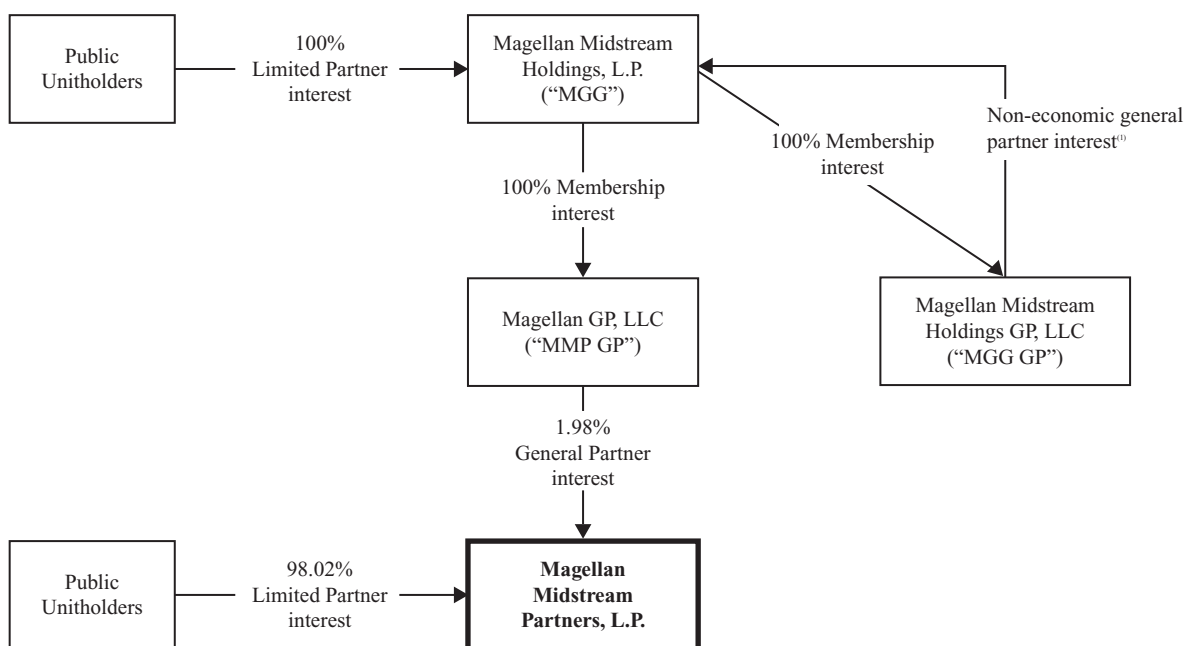 Public
Unitholders
100%
Limited Partner
interest
Magellan Midstream
Holdings, L.P.
(“MGG”)
Non-economic general
partner interest⁽¹⁾
100% Membership
interest
100% Membership
interest
Magellan GP, LLC
(“MMP GP”)
Magellan Midstream
Holdings GP, LLC
(“MGG GP”)
1.98%
General Partner
interest
Public
Unitholders
98.02%
Limited Partner
interest
Magellan
Midstream
Partners, L.P.